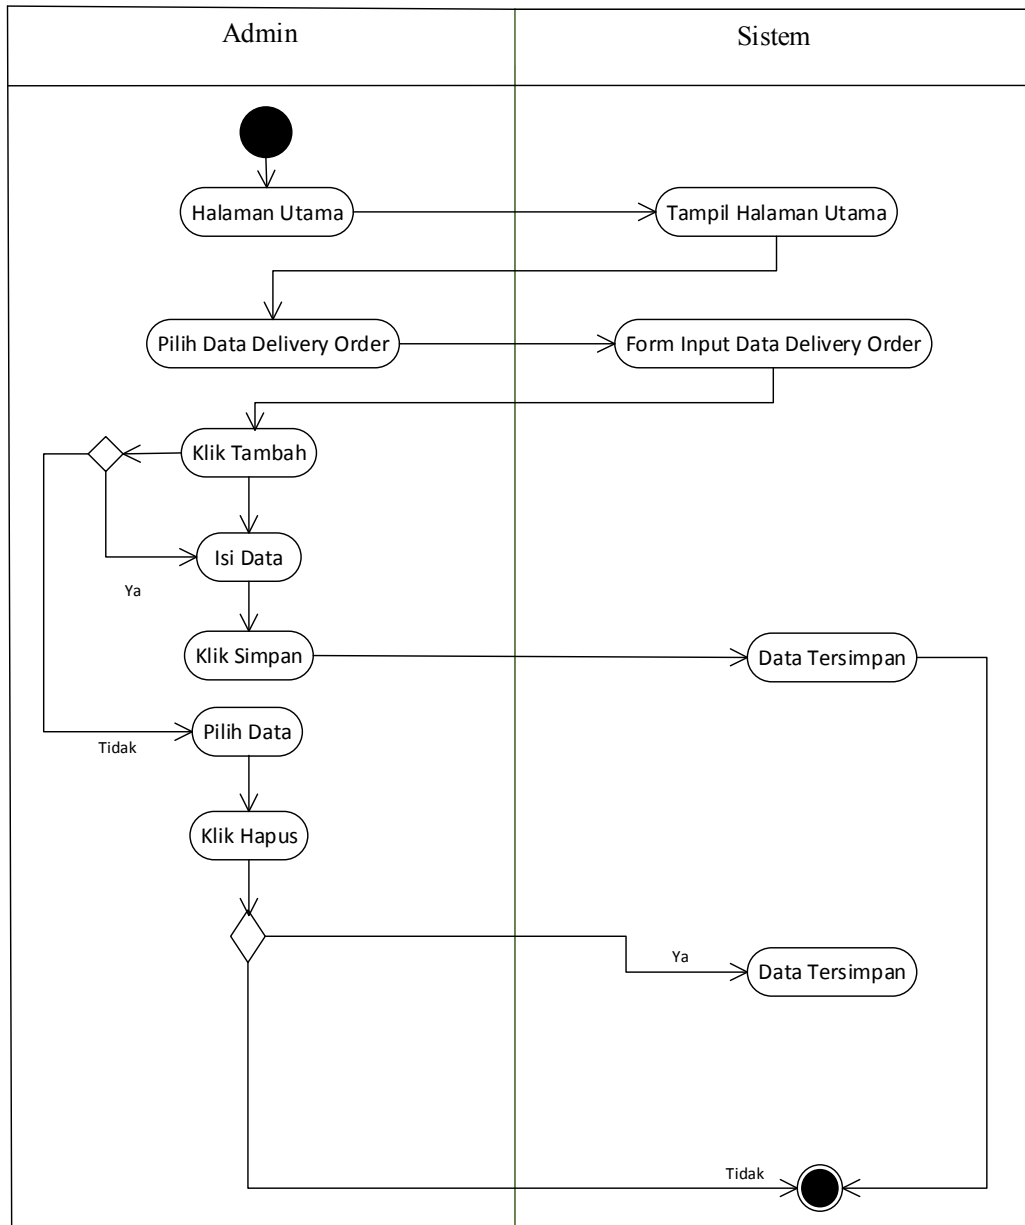 Admin
Sistem
Halaman Utama
Tampil Halaman Utama
Pilih Data Delivery Order
Form Input Data Delivery Order
Klik Tambah
Isi Data
Ya
Klik Simpan
Data Tersimpan
Pilih Data
Tidak
Klik Hapus
Ya
Data Tersimpan
Tidak